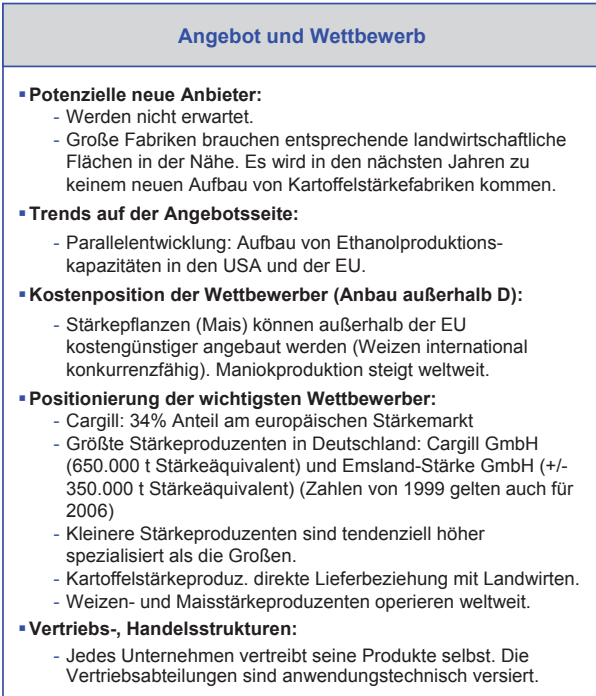 Angebot und Wettbewerb
▪ Potenzielle neue Anbieter:
- Werden nicht erwartet.
- Große Fabriken brauchen entsprechende landwirtschaftliche
Flächen in der Nähe. Es wird in den nächsten Jahren zu
keinem neuen Aufbau von Kartoffelstärkefabriken kommen.
▪ Trends auf der Angebotsseite:
- Parallelentwicklung: Aufbau von Ethanolproduktions-
kapazitäten in den USA und der EU.
▪ Kostenposition der Wettbewerber (Anbau außerhalb D):
- Stärkepflanzen (Mais) können außerhalb der EU
kostengünstiger angebaut werden (Weizen international
konkurrenzfähig). Maniokproduktion steigt weltweit.
▪ Positionierung der wichtigsten Wettbewerber:
- Cargill: 34% Anteil am europäischen Stärkemarkt
- Größte Stärkeproduzenten in Deutschland: Cargill GmbH
(650.000 t Stärkeäquivalent) und Emsland-Stärke GmbH (+/-
350.000 t Stärkeäquivalent) (Zahlen von 1999 gelten auch für
2006)
- Kleinere Stärkeproduzenten sind tendenziell höher
spezialisiert als die Großen.
- Kartoffelstärkeproduz. direkte Lieferbeziehung mit Landwirten.
- Weizen- und Maisstärkeproduzenten operieren weltweit.
▪ Vertriebs-, Handelsstrukturen:
- Jedes Unternehmen vertreibt seine Produkte selbst. Die
Vertriebsabteilungen sind anwendungstechnisch versiert.